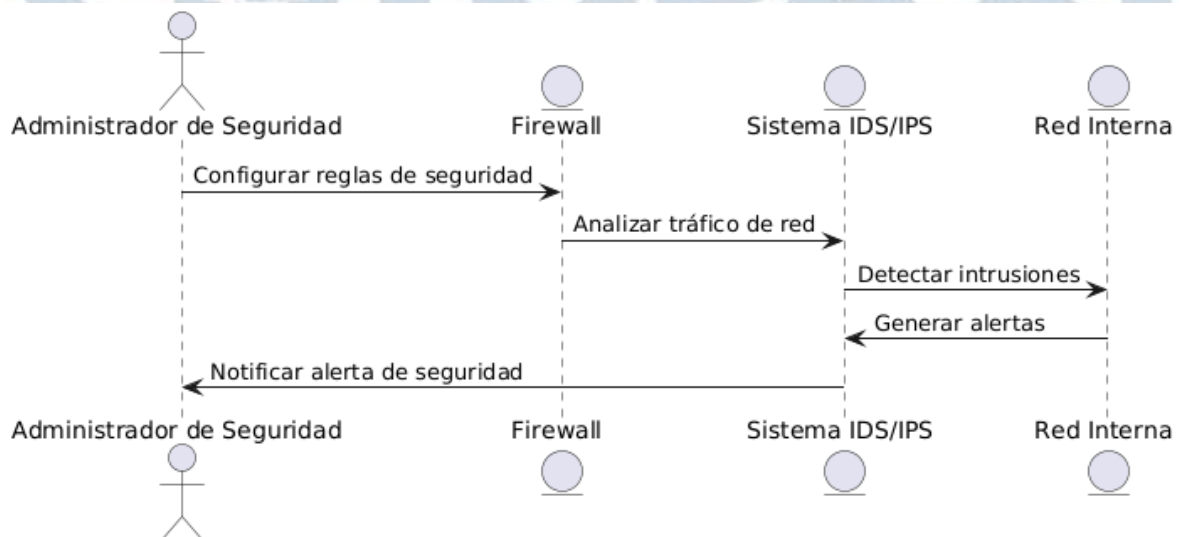 Administrador de Seguridad
Firewall
Sistema IDS/IPS
Red Interna
Configurar reglas de seguridad
Analizar tráfico de red
Detectar intrusiones
Generar alertas
Notificar alerta de seguridad
Administrador de Seguridad
Firewall
Sistema IDS/IPS
Red Interna